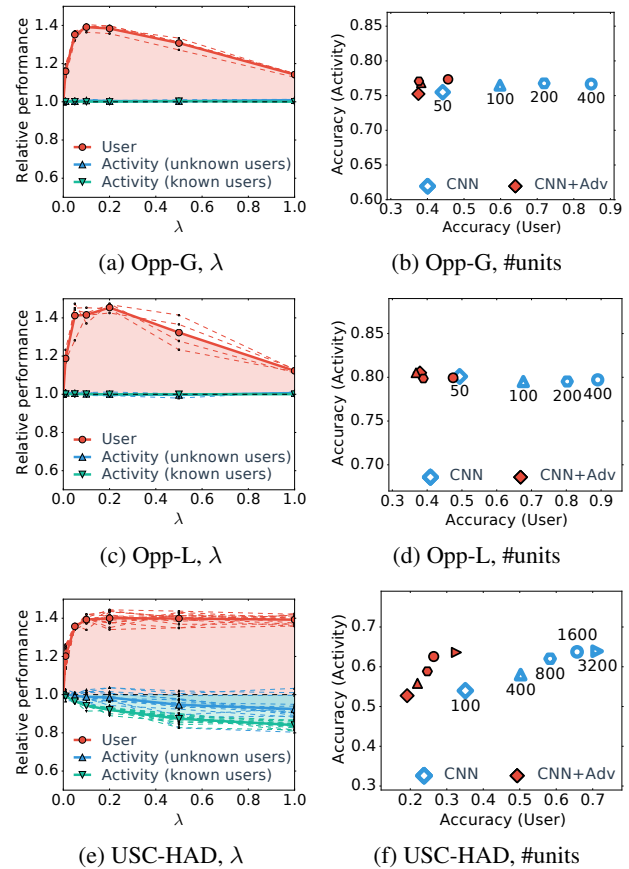 Relative performance
1.4
1.2
1.0
0.8
0.6
User
Activity (unknown users)
Activity (known users)
0.0 0.2 0.4 0.6 0.8 1.0
λ
(a) Opp-G, λ
Accuracy (Activity)
0.85
0.80
0.75
0.70
0.65
0.60
50 100 200 400
CNN CNN+Adv
0.3 0.4 0.5 0.6 0.7 0.8 0.9
Accuracy (User)
(b) Opp-G, #units
Relative performance
1.4
1.2
1.0
0.8
0.6
User
Activity (unknown users)
Activity (known users)
0.0 0.2 0.4 0.6 0.8 1.0
λ
(c) Opp-L, λ
Accuracy (Activity)
0.85
0.80
0.75
0.70
50 100 200 400
CNN CNN+Adv
0.3 0.4 0.5 0.6 0.7 0.8 0.9
Accuracy (User)
(d) Opp-L, #units
Relative performance
1.4
1.2
1.0
0.8
0.6
User
Activity (unknown users)
Activity (known users)
0.0 0.2 0.4 0.6 0.8 1.0
λ
(e) USC-HAD, λ
Accuracy (Activity)
0.7
0.6
0.5
0.4
0.3
100 400 800 1600 3200
CNN CNN+Adv
0.2 0.3 0.4 0.5 0.6 0.7
Accuracy (User)
(f) USC-HAD, #units